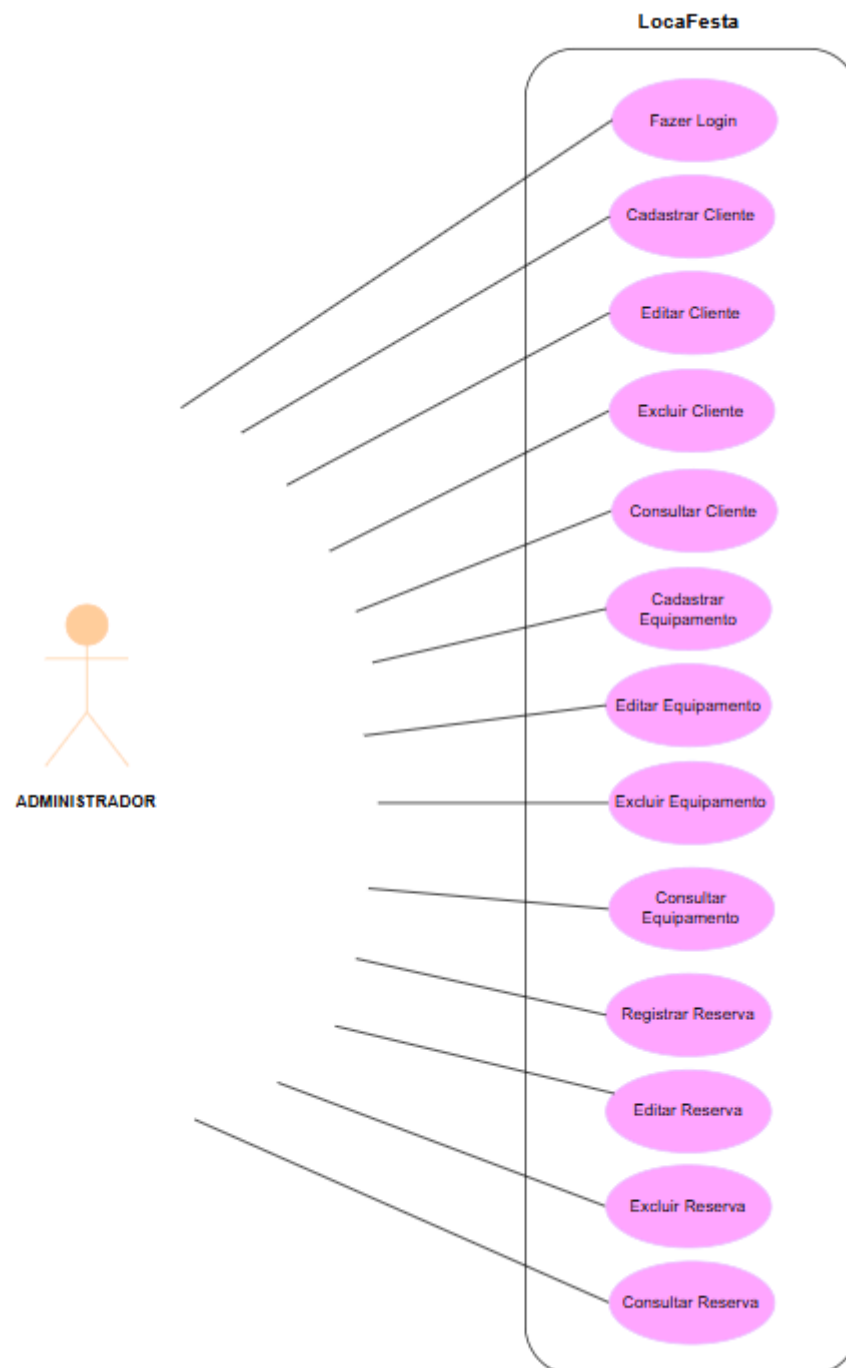 LocaFesta
Fazer Login
Cadastrar Cliente
Editar Cliente
Excluir Cliente
Consultar Cliente
Cadastrar
Equipamento
Editar Equipamento
ADMINISTRADOR
Excluir Equipamento
Consultar
Equipamento
Registrar Reserva
Editar Reserva
Excluir Reserva
Consultar Reserva